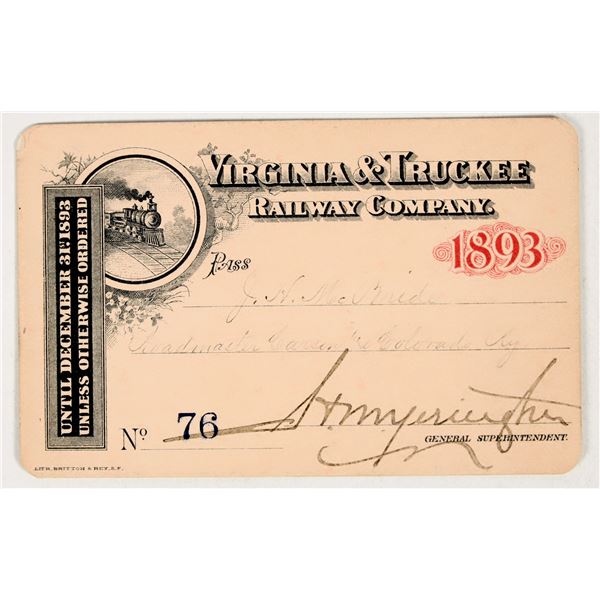 UNTIL DECEMBER 31ST 1893
UNLESS OTHERWISE ORDERED
VIRGINIA & TRUCKEE
RAILWAY COMPANY.
1893
PASS
J. H. McBride
Roadmaster Carson & Colorado Ry
No 76
H M Yerington
GENERAL SUPERINTENDENT.
LITH. BRITTON & REY, S.F.